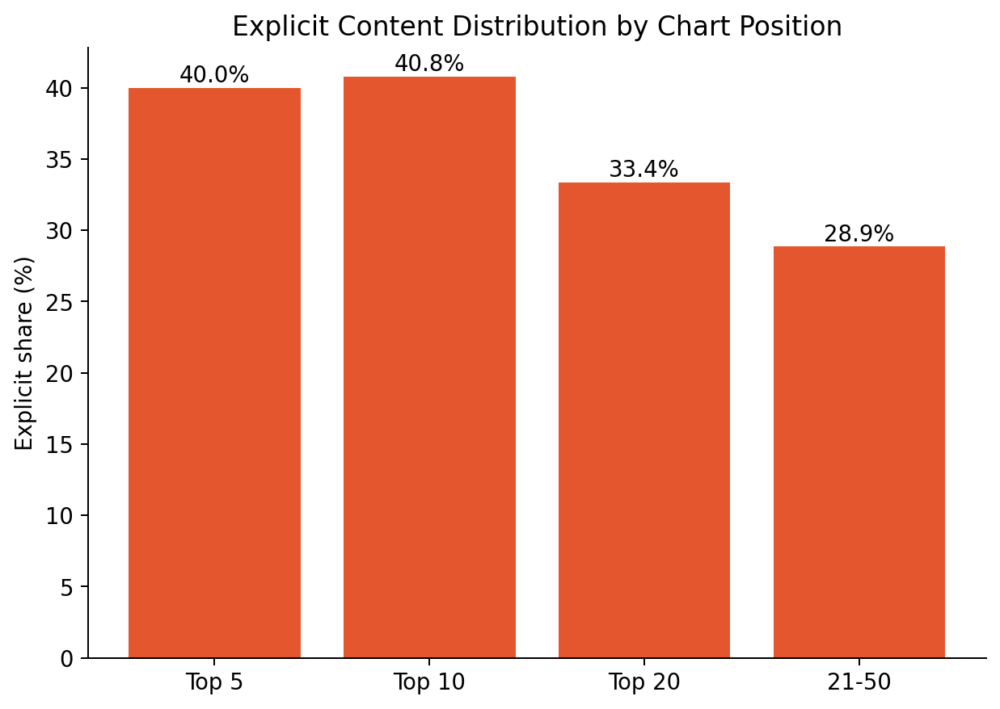 Explicit Content Distribution by Chart Position
Explicit share (%)
40
35
30
25
20
15
10
5
0
40.0%
40.8%
33.4%
28.9%
Top 5
Top 10
Top 20
21-50